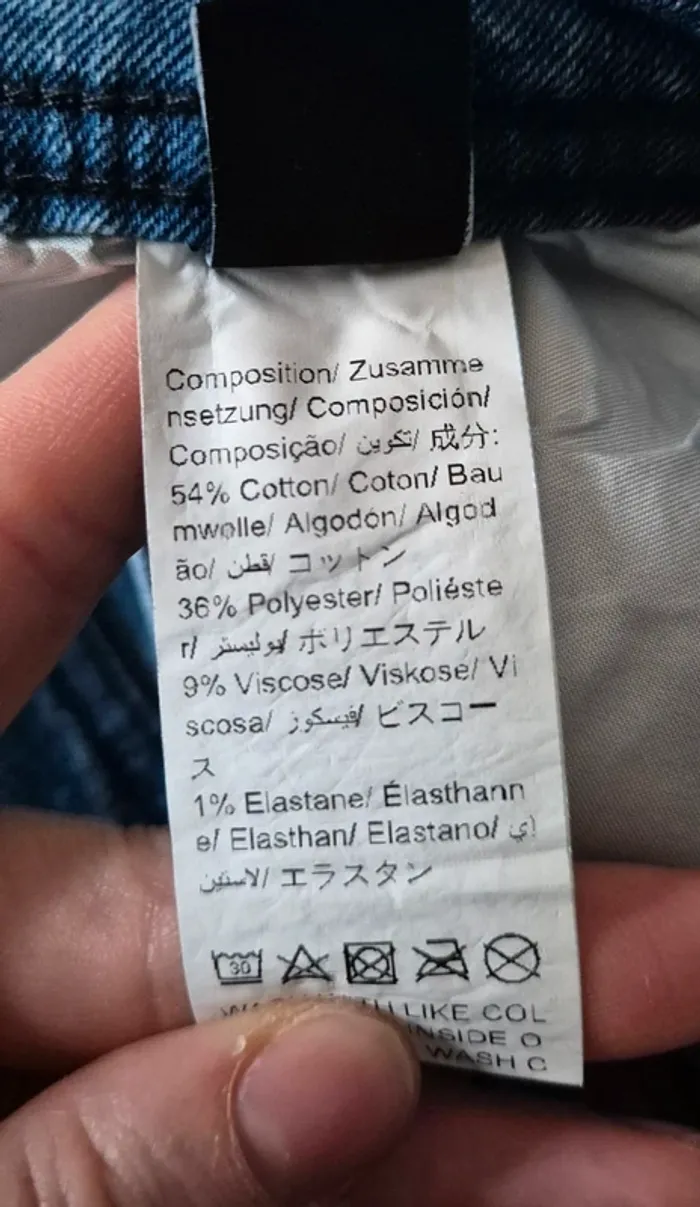 Composition/ Zusamme
nsetzung/ Composición/
Composição/ تكوين/ 成分:
54% Cotton/ Coton/ Bau
mwolle/ Algodón/ Algod
ão/ قطن/ コットン
36% Polyester/ Poliéste
r/ بوليستر/ ポリエステル
9% Viscose/ Viskose/ Vi
scosa/ فيسكوز/ ビスコー
ス
1% Elastane/ Élasthann
e/ Elasthan/ Elastano/ إي
لاستين/ エラスタン
30
LIKE COL
INSIDE O
WASH C